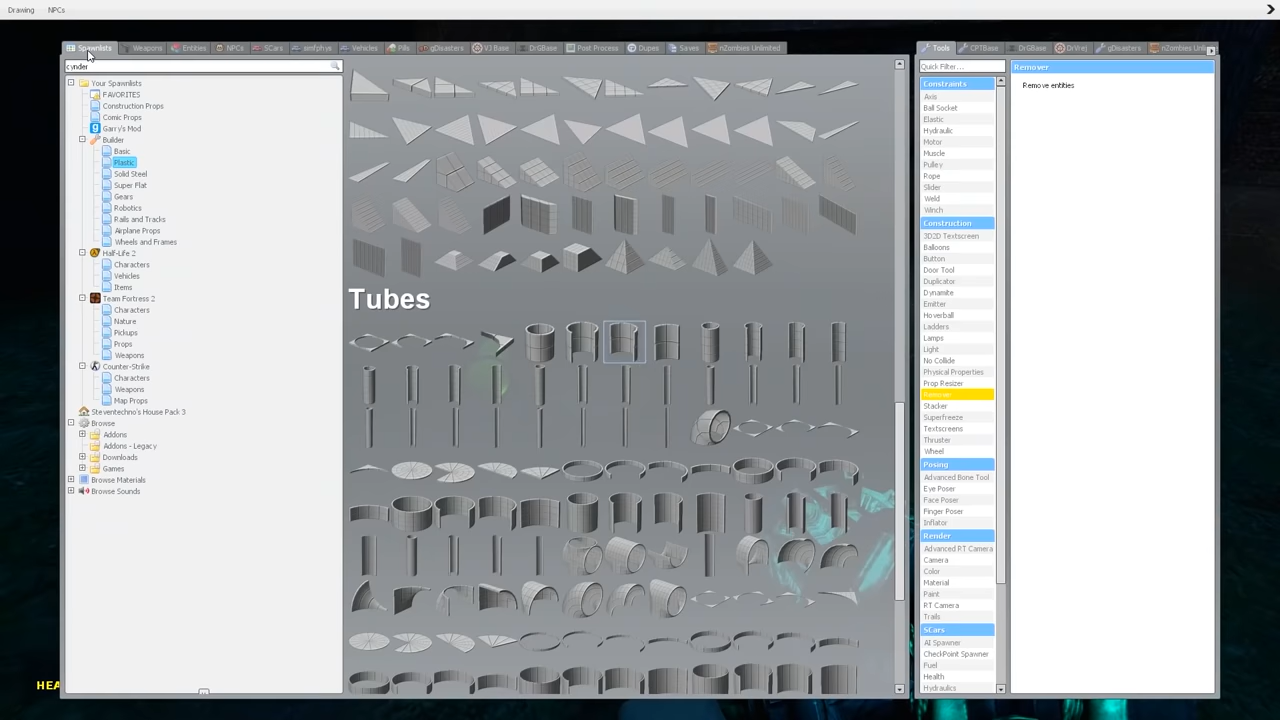 Drawing NPCs
Spawnlists Weapons Entities NPCs SCars simfphys Vehicles Pills gDisasters VJ Base DrGBase Post Process Dupes Saves nZombies Unlimited
cynder
Your Spawnlists
FAVORITES
Construction Props
Comic Props
Garry's Mod
Builder
Basic
Plastic
Solid Steel
Super Flat
Gears
Robotics
Rails and Tracks
Airplane Props
Wheels and Frames
Half-Life 2
Characters
Vehicles
Items
Team Fortress 2
Characters
Nature
Pickups
Props
Weapons
Counter-Strike
Characters
Weapons
Map Props
Steventechno's House Pack 3
Browse
Addons
Addons - Legacy
Downloads
Games
Browse Materials
Browse Sounds
Tubes
HEA
Tools CPTBase DrGBase DrVrej gDisasters nZombies Unl
Quick Filter...
Constraints
Axis
Ball Socket
Elastic
Hydraulic
Motor
Muscle
Pulley
Rope
Slider
Weld
Winch
Construction
3D2D Textscreen
Balloons
Button
Door Tool
Duplicator
Dynamite
Emitter
Hoverball
Ladders
Lamps
Light
No Collide
Physical Properties
Prop Resizer
Remover
Stacker
Superfreeze
Textscreens
Thruster
Wheel
Posing
Advanced Bone Tool
Eye Poser
Face Poser
Finger Poser
Inflator
Render
Advanced RT Camera
Camera
Color
Material
Paint
RT Camera
Trails
SCars
AI Spawner
CheckPoint Spawner
Fuel
Health
Hydraulics
Remover
Remove entities